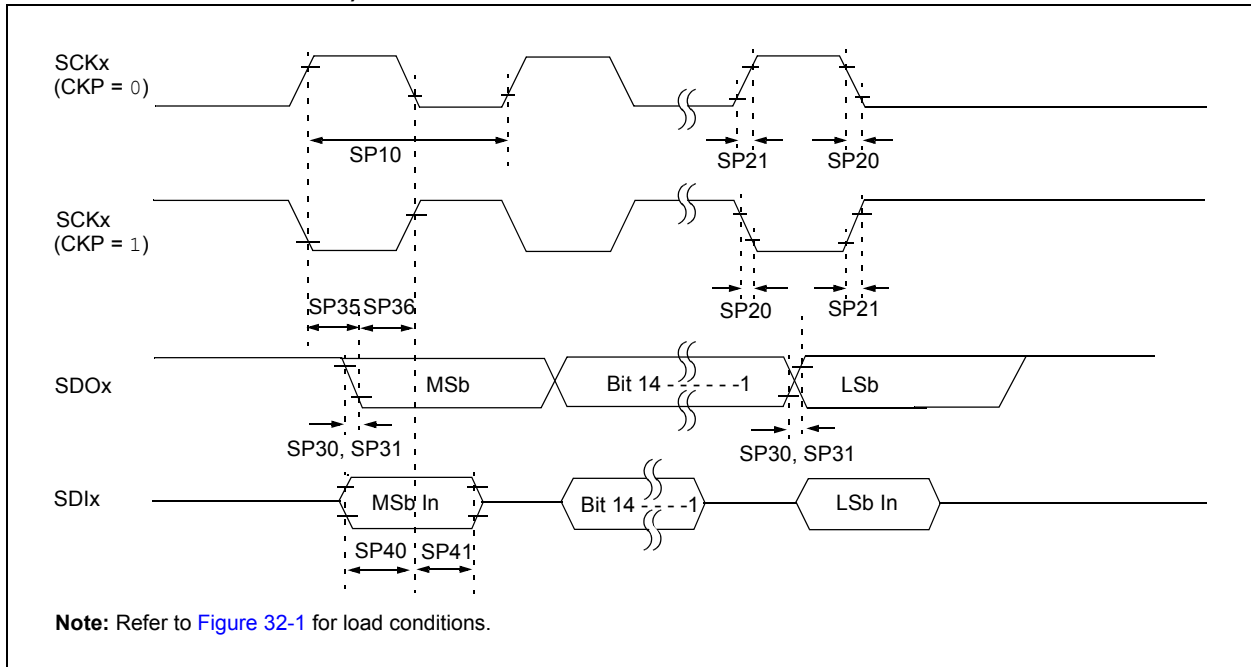 SCKx
(CKP = 0)
SP10
SP21
SP20
SCKx
(CKP = 1)
SP20
SP21
SP35
SP36
SDOx
MSb
Bit 14 - - - - - -1
LSb
SP30, SP31
SP30, SP31
SDIx
MSb In
Bit 14 - - - -1
LSb In
SP40
SP41
Note: Refer to Figure 32-1 for load conditions.